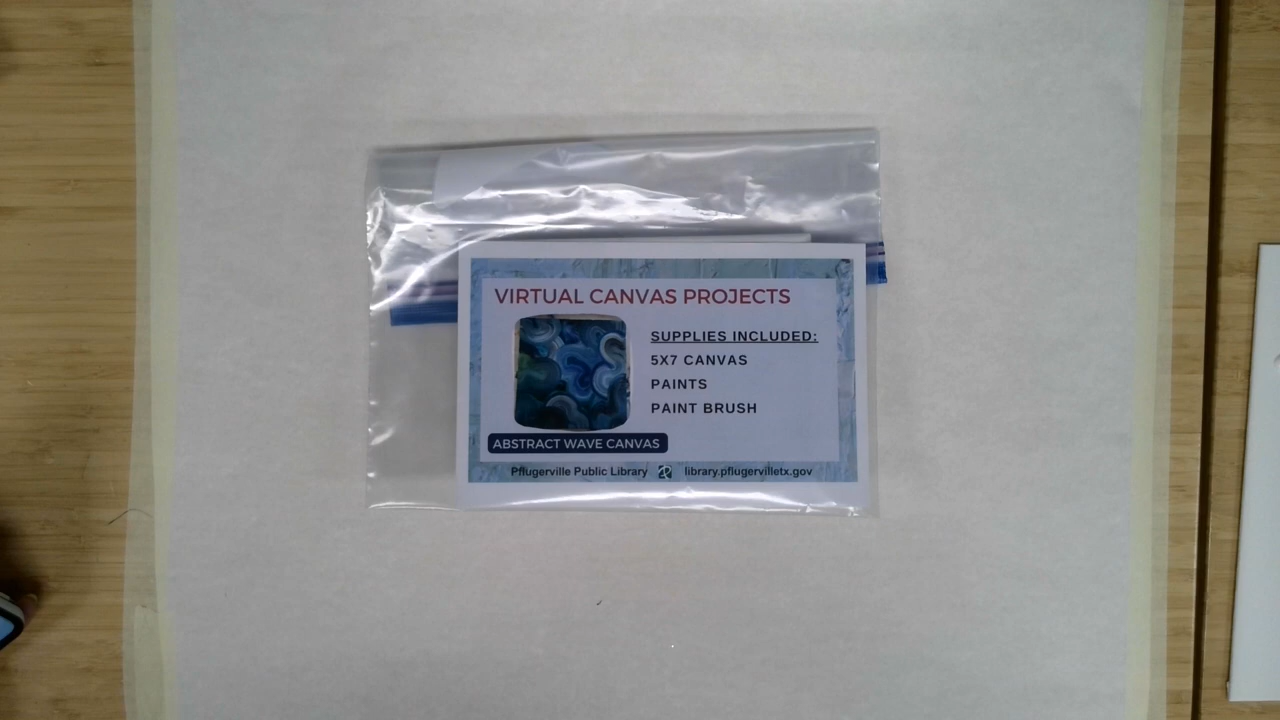 VIRTUAL CANVAS PROJECTS
SUPPLIES INCLUDED:
5X7 CANVAS
PAINTS
PAINT BRUSH
ABSTRACT WAVE CANVAS
Pflugerville Public Library library.pflugervilletx.gov